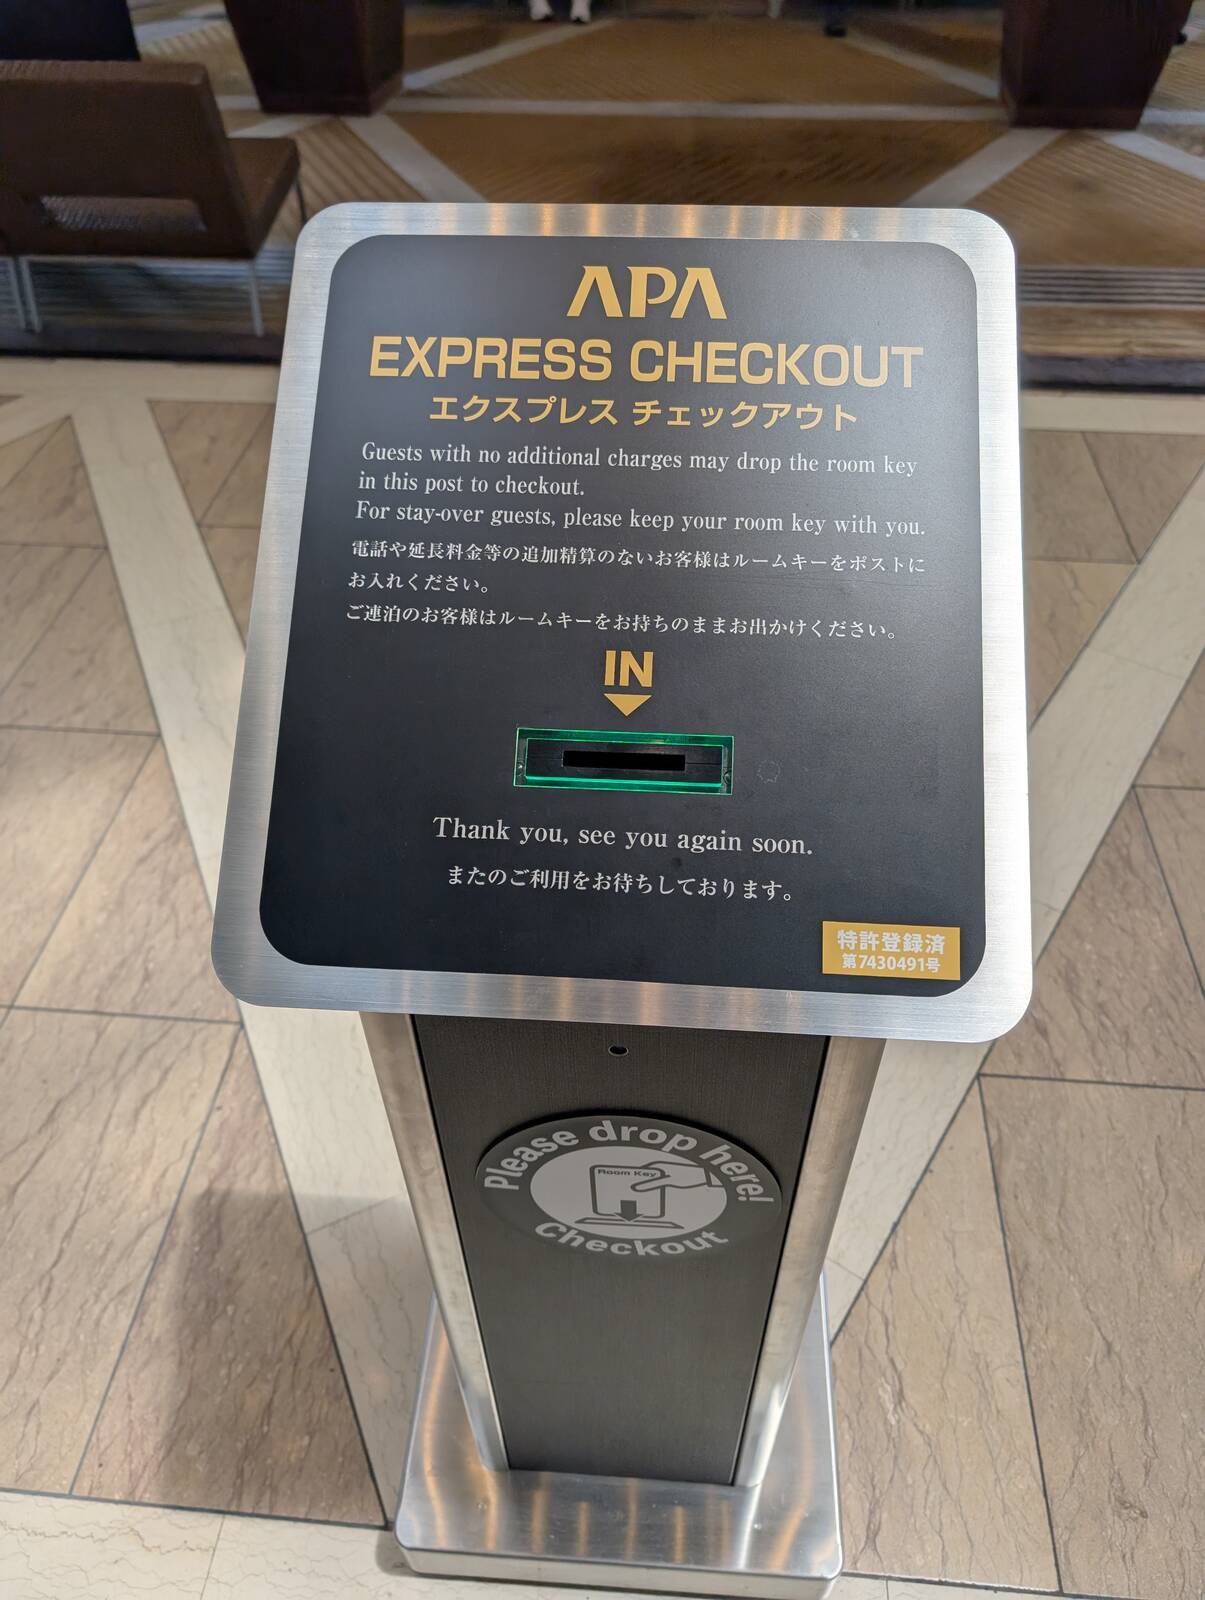 APA
EXPRESS CHECKOUT
エクスプレス チェックアウト
Guests with no additional charges may drop the room key
in this post to checkout.
For stay-over guests, please keep your room key with you.
電話や延長料金等の追加精算のないお客様はルームキーをポストに
お入れください。
ご連泊のお客様はルームキーをお持ちのままお出かけください。
IN
Thank you, see you again soon.
またのご利用をお待ちしております。
特許登録済
第7430491号
Please drop here!
Room Key
Checkout